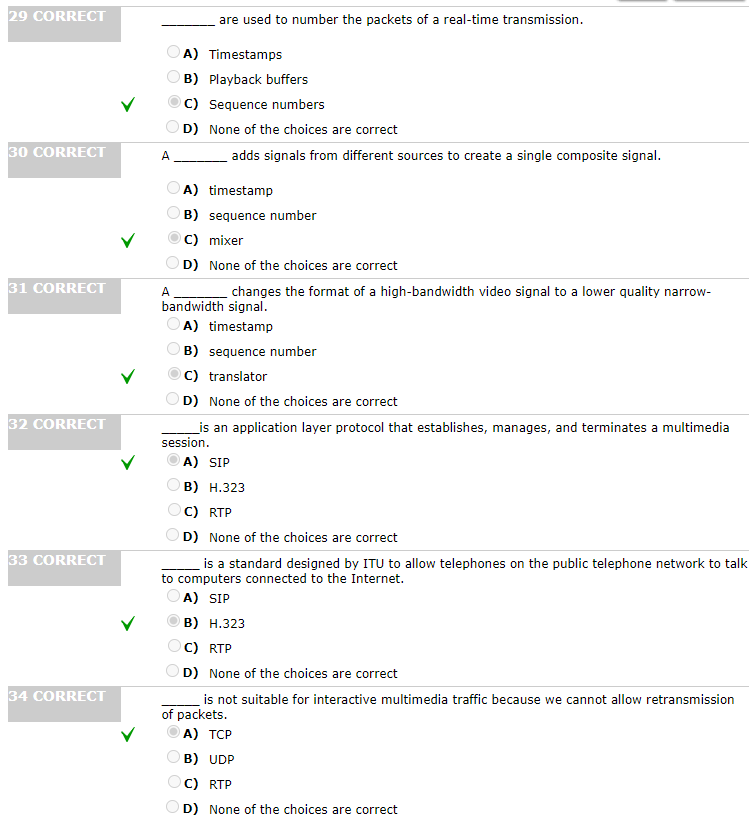 29 CORRECT
_______ are used to number the packets of a real-time transmission.
A) Timestamps
B) Playback buffers
C) Sequence numbers
D) None of the choices are correct
30 CORRECT
A _______ adds signals from different sources to create a single composite signal.
A) timestamp
B) sequence number
C) mixer
D) None of the choices are correct
31 CORRECT
A _______ changes the format of a high-bandwidth video signal to a lower quality narrow-
bandwidth signal.
A) timestamp
B) sequence number
C) translator
D) None of the choices are correct
32 CORRECT
_____is an application layer protocol that establishes, manages, and terminates a multimedia
session.
A) SIP
B) H.323
C) RTP
D) None of the choices are correct
33 CORRECT
_____ is a standard designed by ITU to allow telephones on the public telephone network to talk
to computers connected to the Internet.
A) SIP
B) H.323
C) RTP
D) None of the choices are correct
34 CORRECT
_____ is not suitable for interactive multimedia traffic because we cannot allow retransmission
of packets.
A) TCP
B) UDP
C) RTP
D) None of the choices are correct